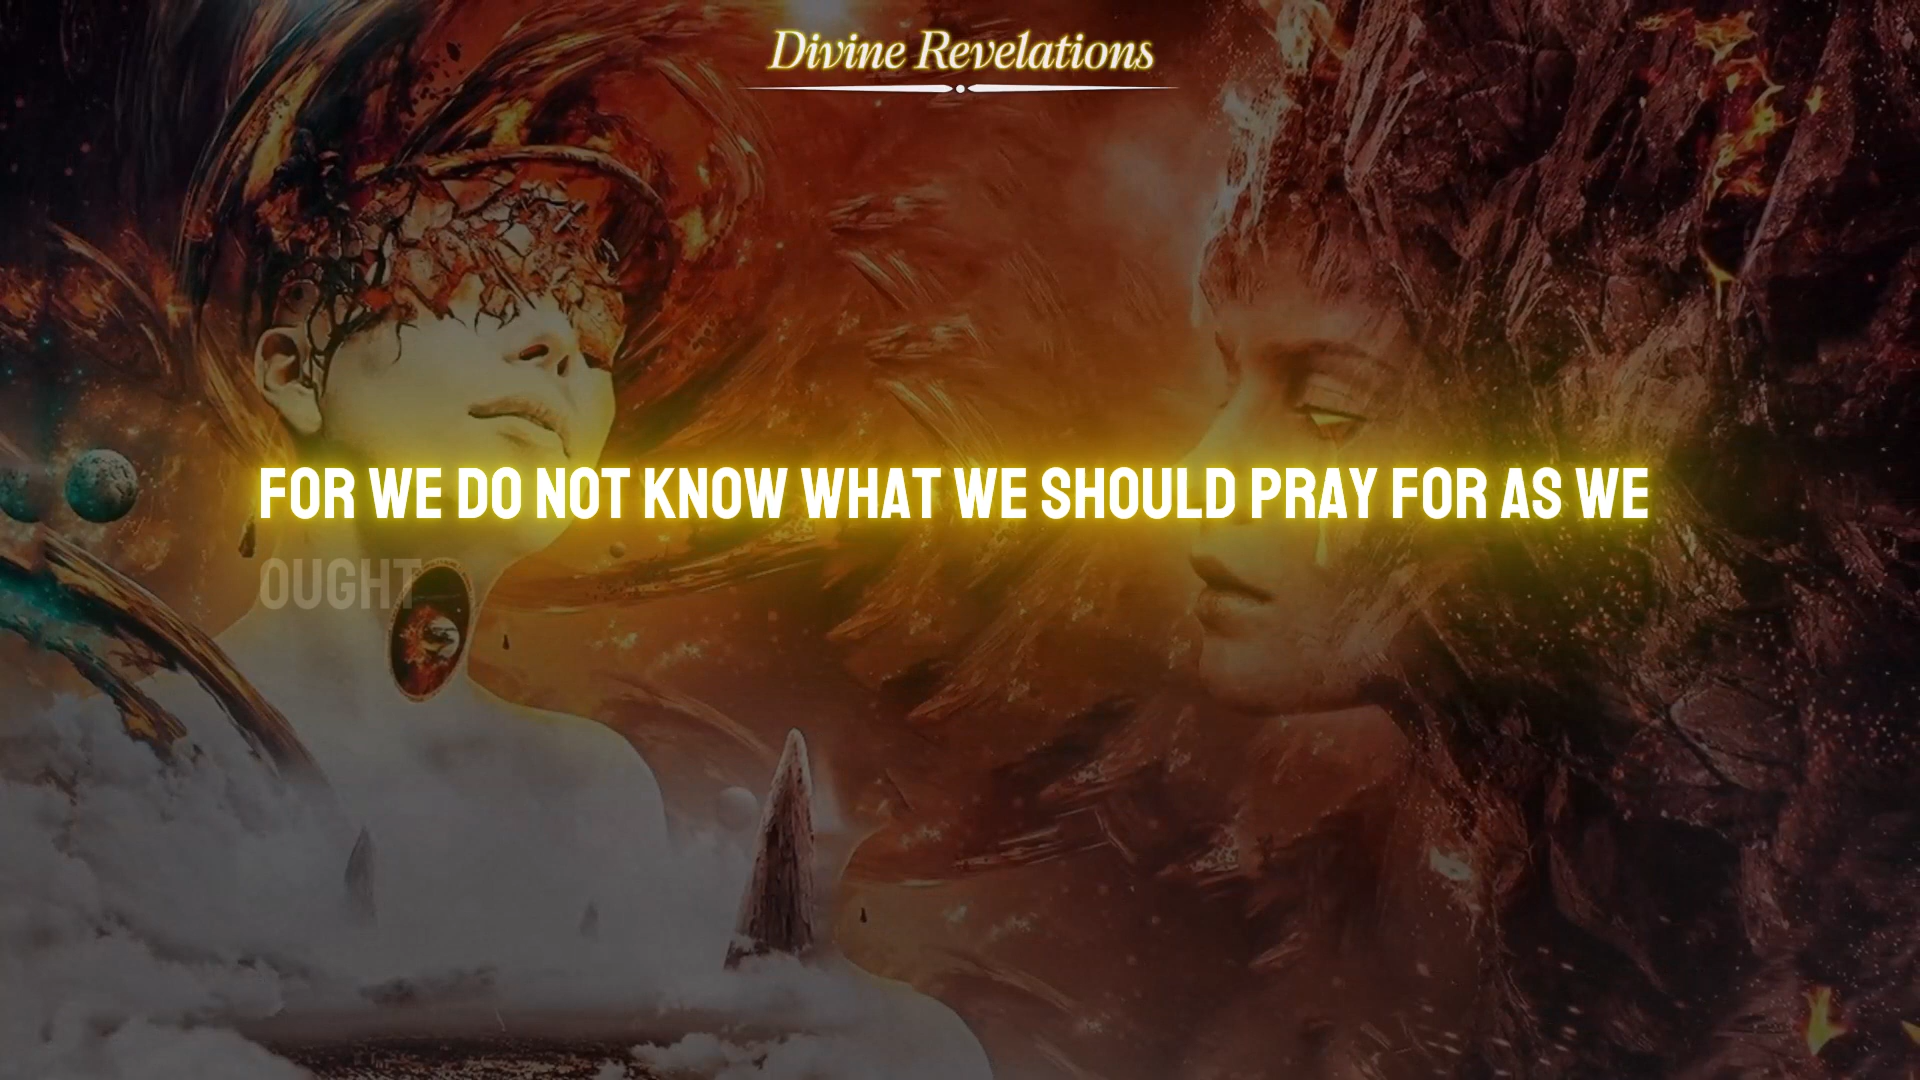 Divine Revelations
FOR WE DO NOT KNOW WHAT WE SHOULD PRAY FOR AS WE
OUGHT